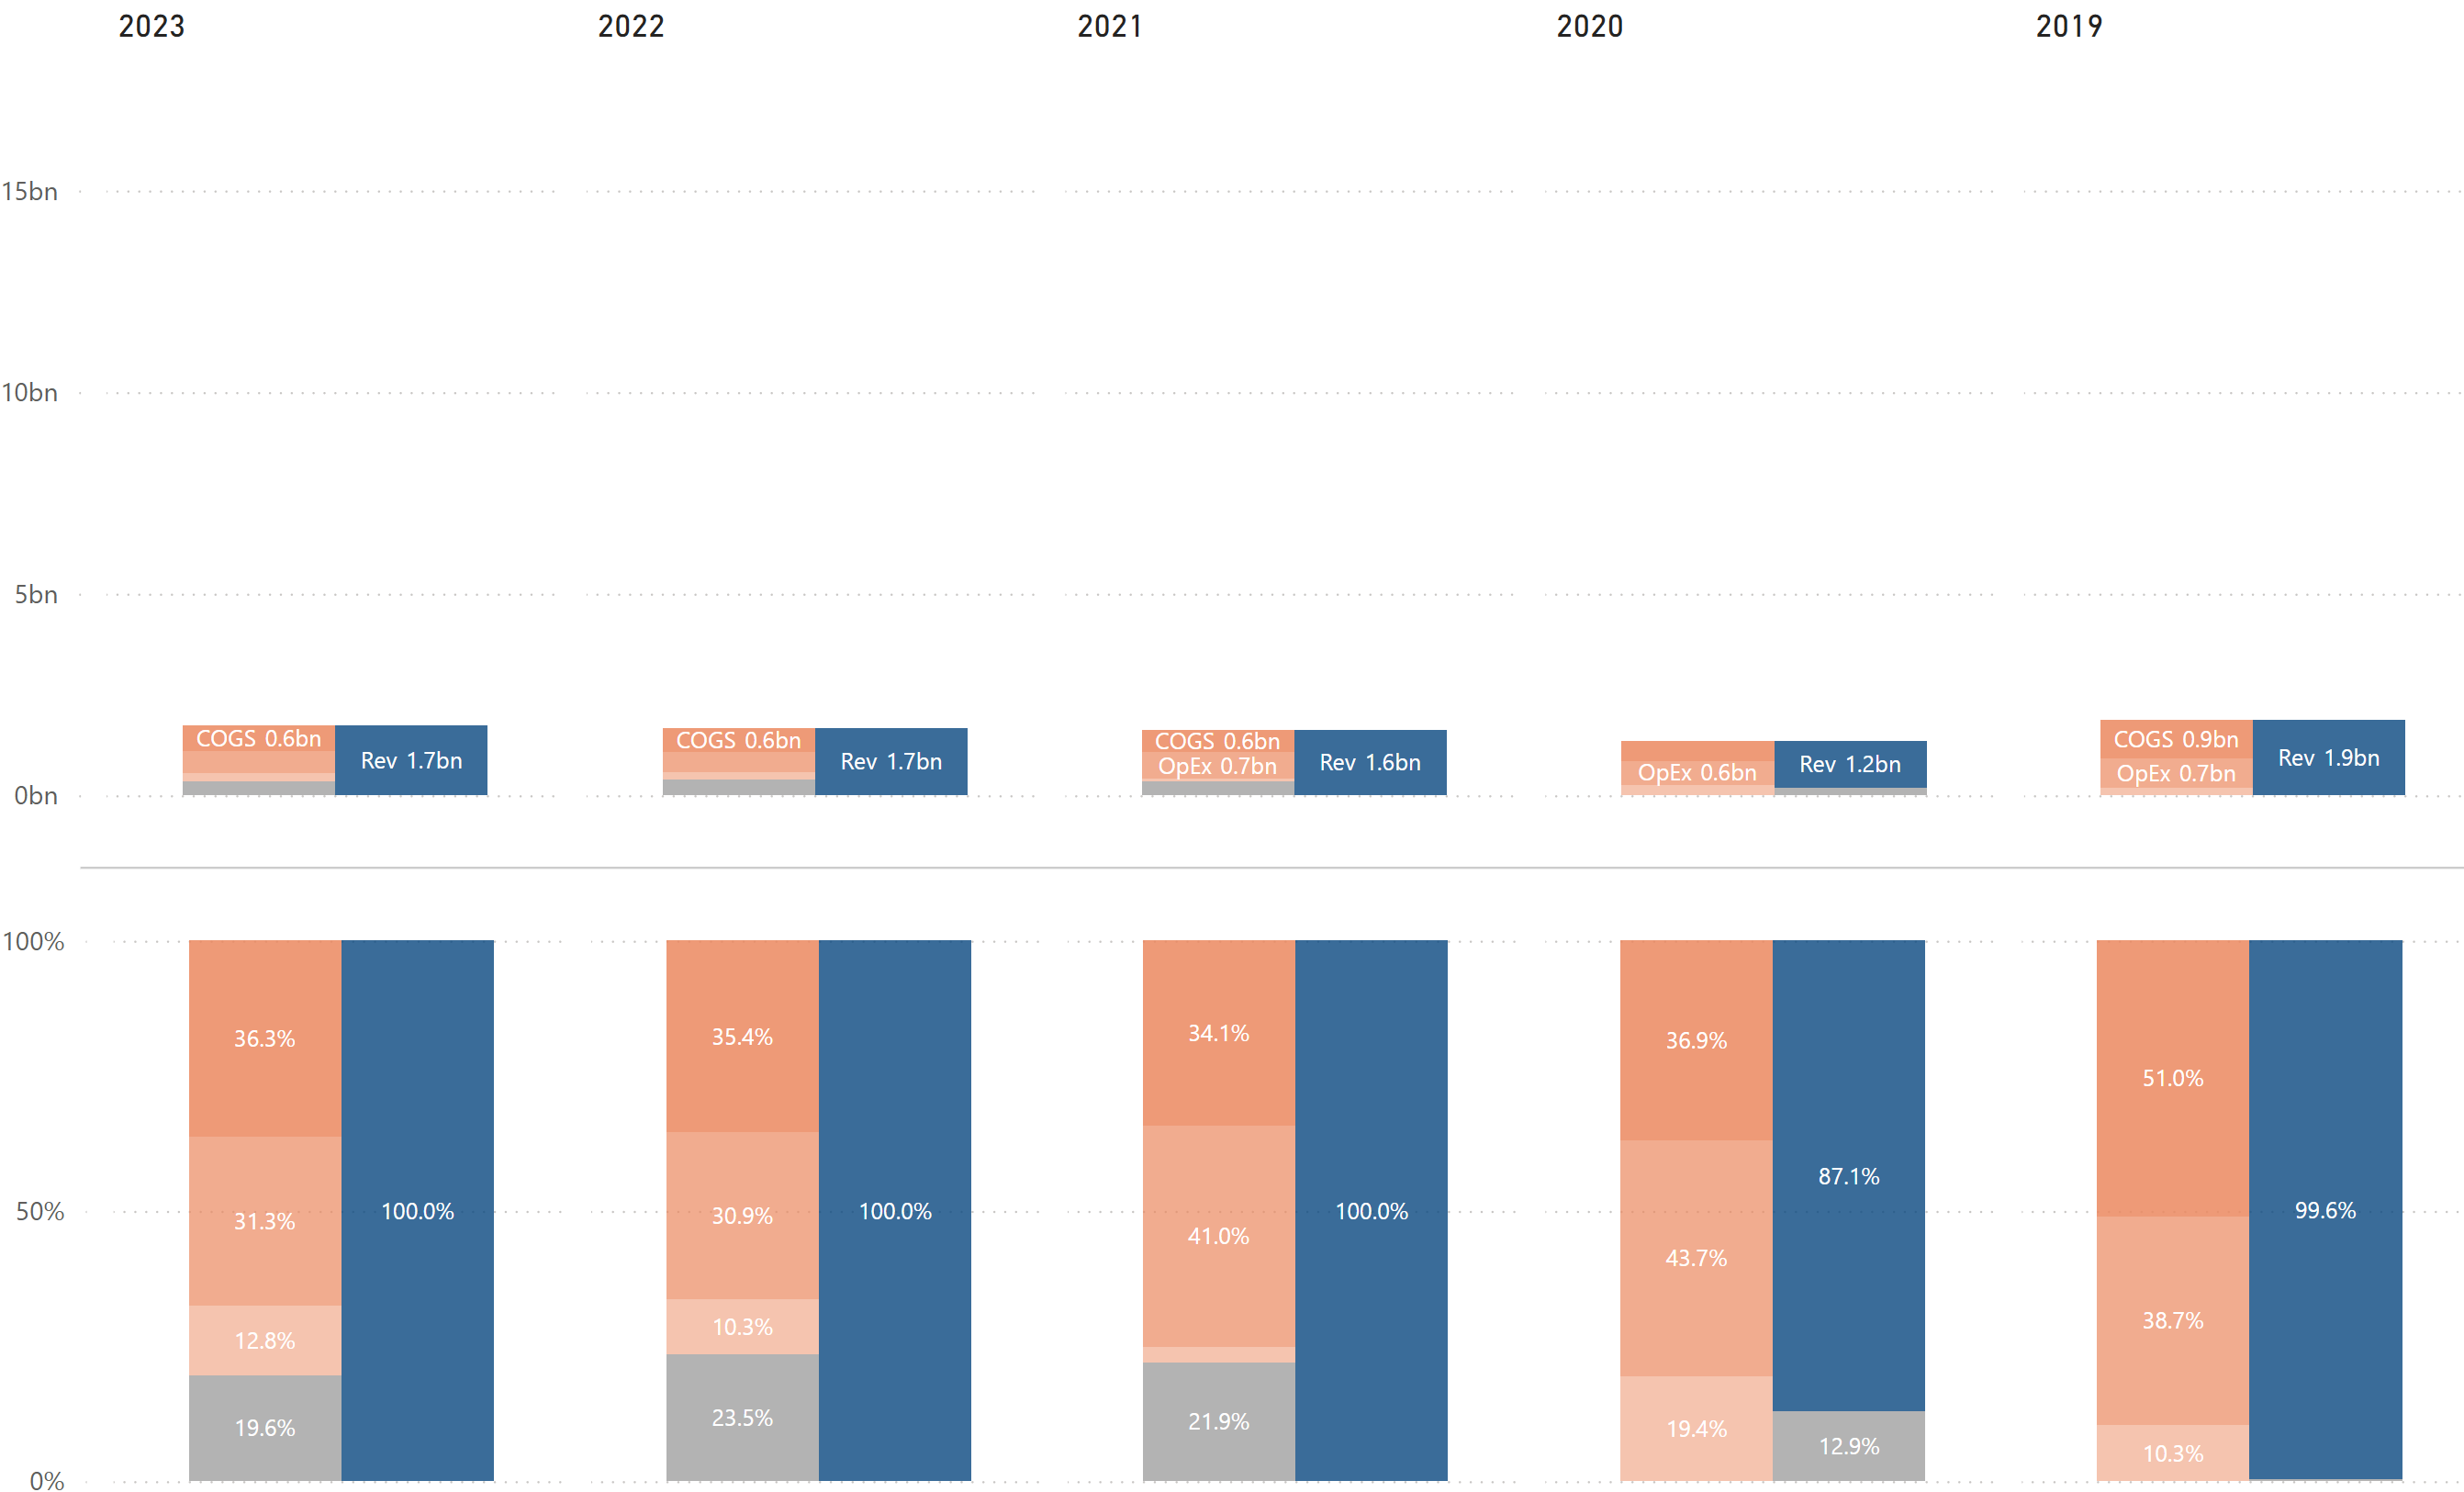 2023 2022 2021 2020 2019
15bn
10bn
5bn
COGS 0.6bn
Rev 1.7bn
COGS 0.6bn
Rev 1.7bn
COGS 0.6bn
OpEx 0.7bn
Rev 1.6bn
OpEx 0.6bn
Rev 1.2bn
COGS 0.9bn
OpEx 0.7bn
Rev 1.9bn
0bn
100%
50%
0%
36.3%
31.3%
12.8%
19.6%
100.0%
35.4%
30.9%
10.3%
23.5%
100.0%
34.1%
41.0%
21.9%
100.0%
36.9%
43.7%
19.4%
87.1%
12.9%
51.0%
38.7%
10.3%
99.6%